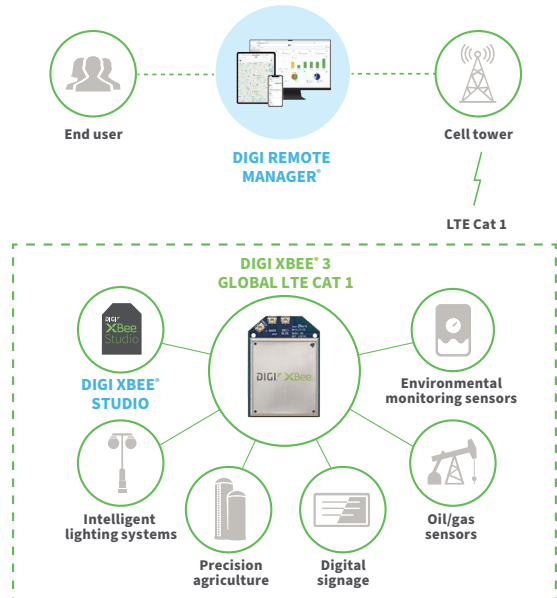 End user
DIGI REMOTE
MANAGER®
Cell tower
LTE Cat 1
DIGI XBEE® 3
GLOBAL LTE CAT 1
DIGI
XBee
Studio
DIGI XBEE®
STUDIO
DIGI XBee
Environmental
monitoring sensors
Intelligent
lighting systems
Precision
agriculture
Digital
signage
Oil/gas
sensors